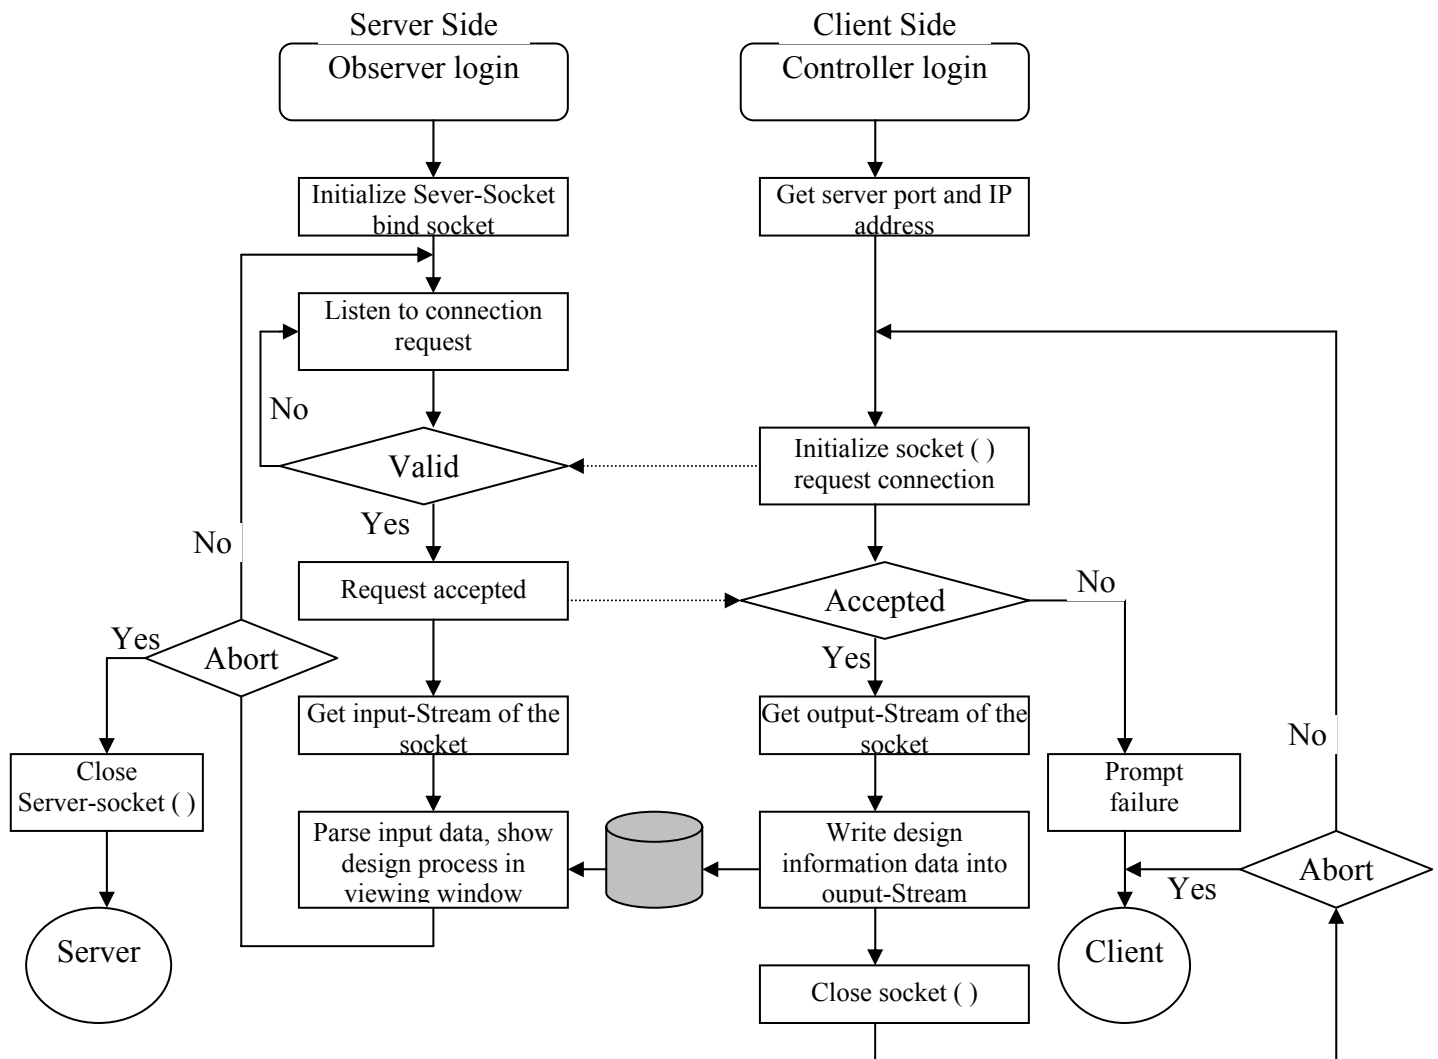 Server Side
Client Side
Observer login
Controller login
Initialize Sever-Socket
bind socket
Get server port and IP
address
Listen to connection
request
No
Valid
Initialize socket ( )
request connection
Yes
No
Request accepted
Accepted
No
Yes
Abort
Yes
Get input-Stream of the
socket
Get output-Stream of the
socket
No
Close
Server-socket ( )
Prompt
failure
Parse input data, show
design process in
viewing window
Write design
information data into
ouput-Stream
Abort
Yes
Server
Client
Close socket ( )